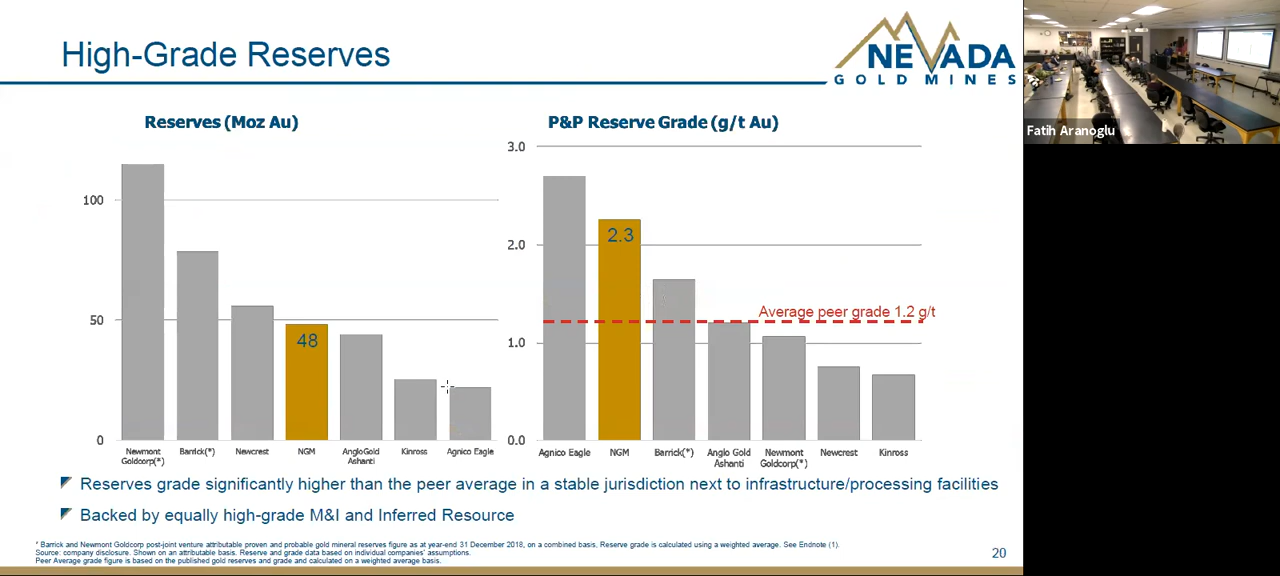 High-Grade Reserves
NEVADA
GOLD MINES
Fatih Aranoglu
Reserves (Moz Au)
100
50
0
48
Newmont
Goldcorp(*)
Barrick(*)
Newcrest
NGM
AngloGold
Ashanti
Kinross
Agnico Eagle
P&P Reserve Grade (g/t Au)
3.0
2.0
1.0
0.0
2.3
Average peer grade 1.2 g/t
Agnico Eagle
NGM
Barrick(*)
Anglo Gold
Ashanti
Newmont
Goldcorp(*)
Newcrest
Kinross
Reserves grade significantly higher than the peer average in a stable jurisdiction next to infrastructure/processing facilities
Backed by equally high-grade M&I and Inferred Resource
* Barrick and Newmont Goldcorp post-joint venture attributable proven and probable gold mineral reserves figure as at year-end 31 December 2018, on a combined basis. Reserve grade is calculated using a weighted average. See Endnote (1).
Source: company disclosure. Shown on an attributable basis. Reserve and grade data based on individual companies' assumptions.
Peer Average grade figure is based on the published gold reserves and grade and calculated on a weighted average basis.
20